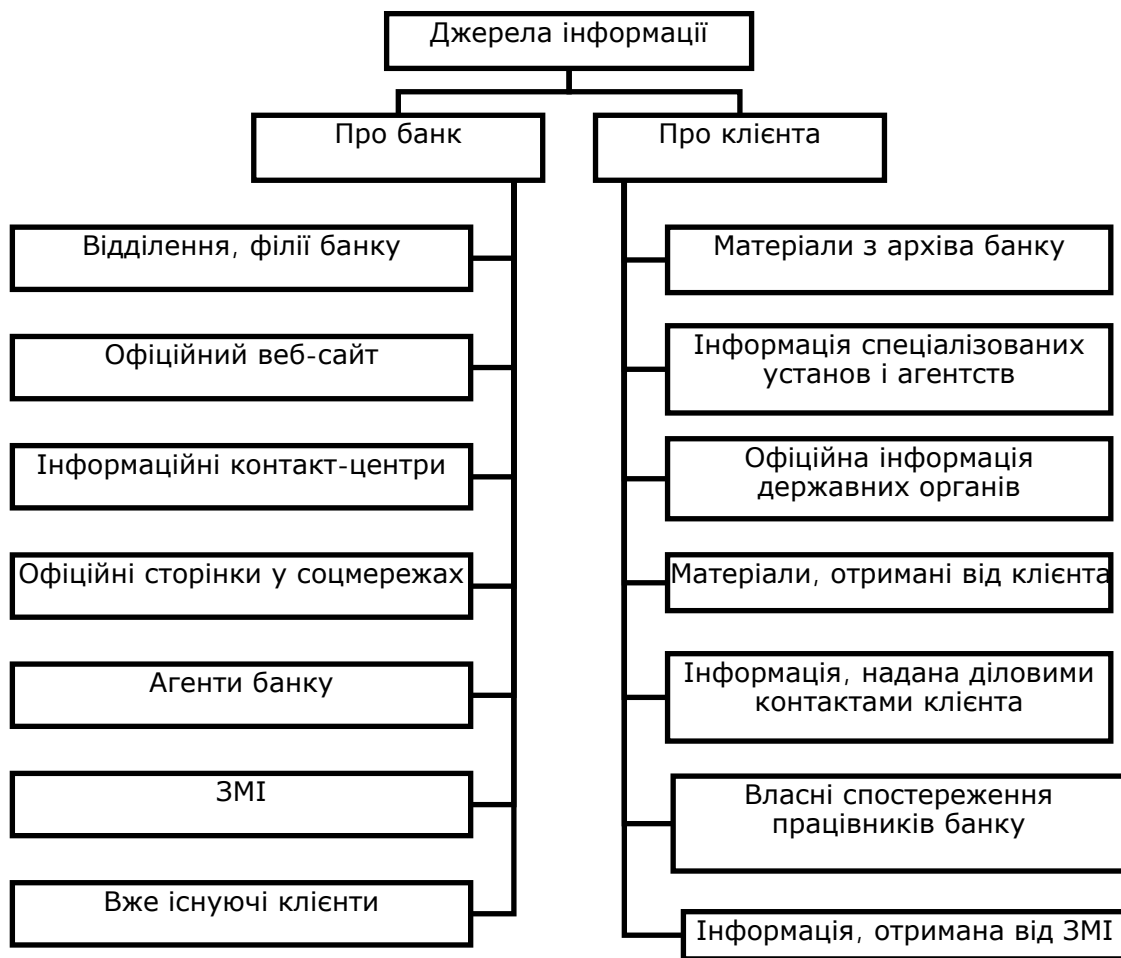 Джерела інформації
Про банк
Про клієнта
Відділення, філії банку
Офіційний веб-сайт
Інформаційні контакт-центри
Офіційні сторінки у соцмережах
Агенти банку
ЗМІ
Вже існуючі клієнти
Матеріали з архіва банку
Інформація спеціалізованих
установ і агентств
Офіційна інформація
державних органів
Матеріали, отримані від клієнта
Інформація, надана діловими
контактами клієнта
Власні спостереження
працівників банку
Інформація, отримана від ЗМІ